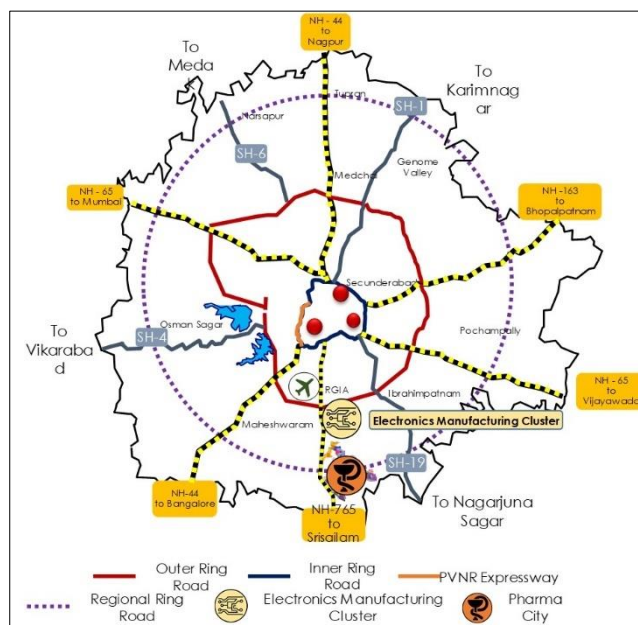 NH - 44
to
Nagpur
To
Medak
To
Karimnag
ar
SH-1
Tupran
Narsapur
SH-6
Genome
Valley
Medchal
NH - 65
to Mumbai
NH -163
to
Bhopalpatnam
Secunderabad
Pochampally
Osman Sagar
To
Vikarabad
SH-4
NH - 65
to
Vijayawada
RGIA
Ibrahimpatnam
Electronics Manufacturing Cluster
Maheshwaram
SH-19
NH-44
to Bangalore
NH-765
to
Srisailam
To Nagarjuna
Sagar
Outer Ring
Road
Inner Ring
Road
PVNR Expressway
Regional Ring
Road
Electronics Manufacturing
Cluster
Pharma
City